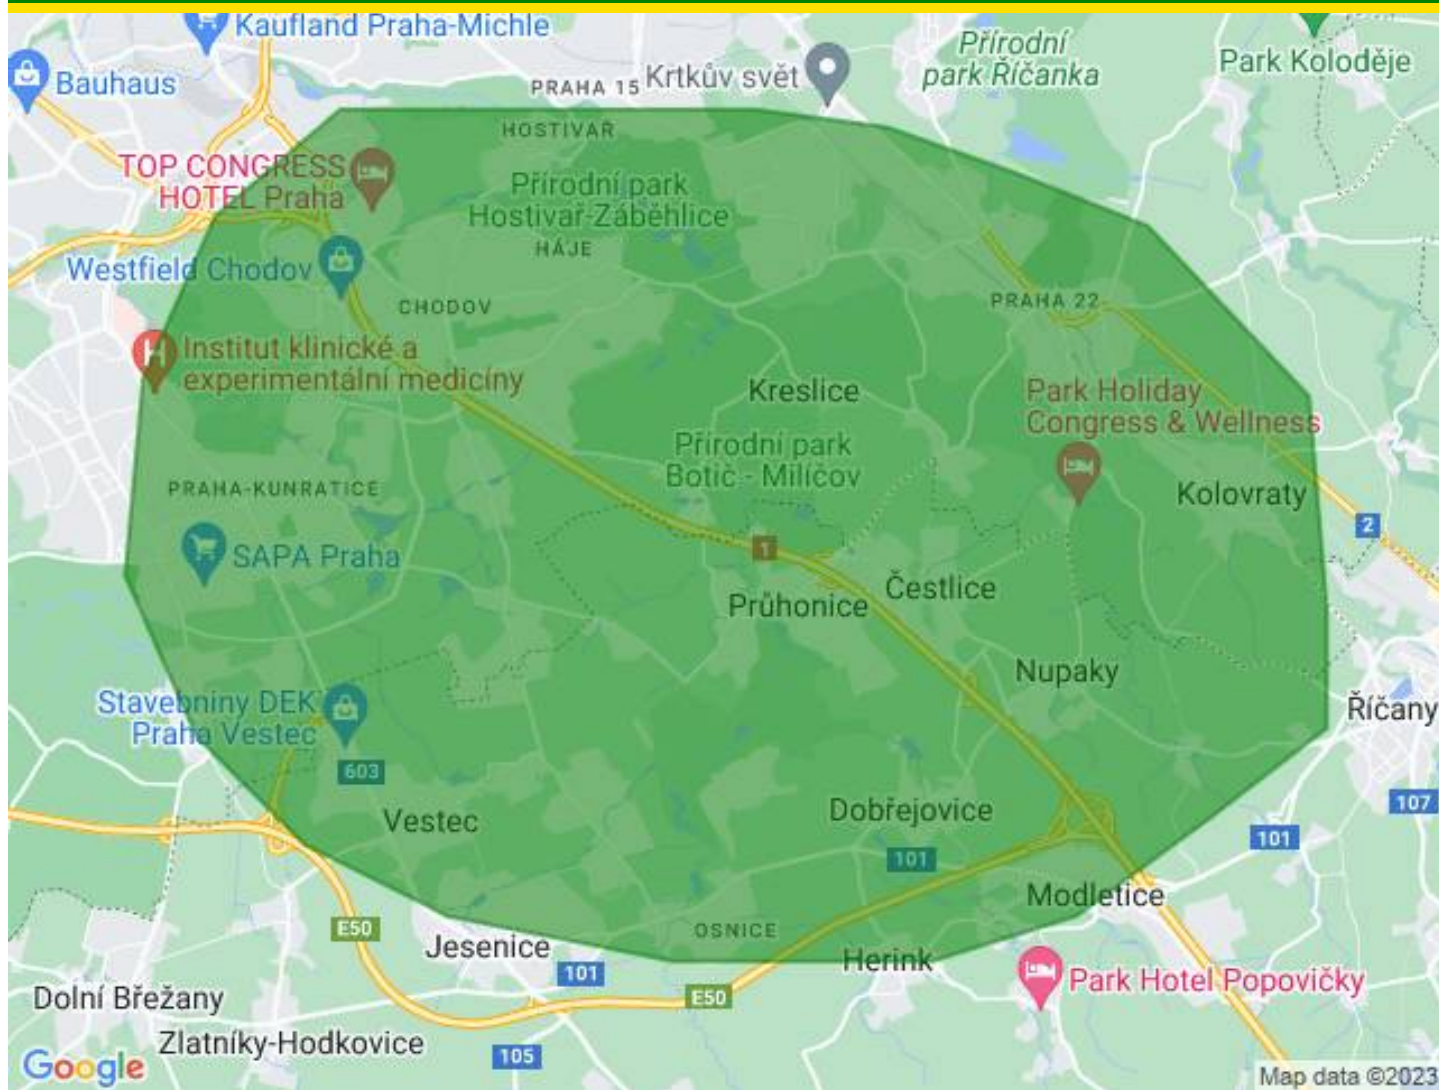 Kaufland Praha-Michle
Přírodní
park Říčanka
Park Koloděje
Bauhaus
PRAHA 15
Krtkův svět
HOSTIVAŘ
TOP CONGRESS
HOTEL Praha
Přírodní park
Hostivař-Záběhlice
HÁJE
Westfield Chodov
CHODOV
PRAHA 22
Institut klinické a
experimentální medicíny
Kreslice
Park Holiday
Congress & Wellness
Přírodní park
Botič - Milíčov
PRAHA-KUNRATICE
Kolovraty
2
SAPA Praha
1
Čestlice
Průhonice
Nupaky
Stavebniny DEK
Praha Vestec
Říčany
603
107
Vestec
Dobřejovice
101
101
Modletice
E50
OSNICE
Jesenice
101
Herink
Park Hotel Popovičky
Dolní Břežany
E50
Zlatníky-Hodkovice
105
Google
Map data ©2023